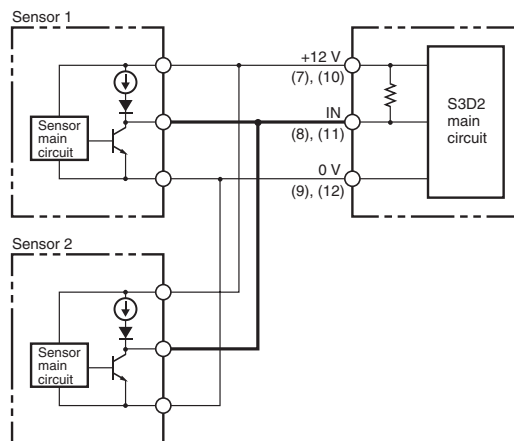 Sensor 1
Sensor
main
circuit
+12 V
(7), (10)
IN
(8), (11)
0 V
(9), (12)
S3D2
main
circuit
Sensor 2
Sensor
main
circuit